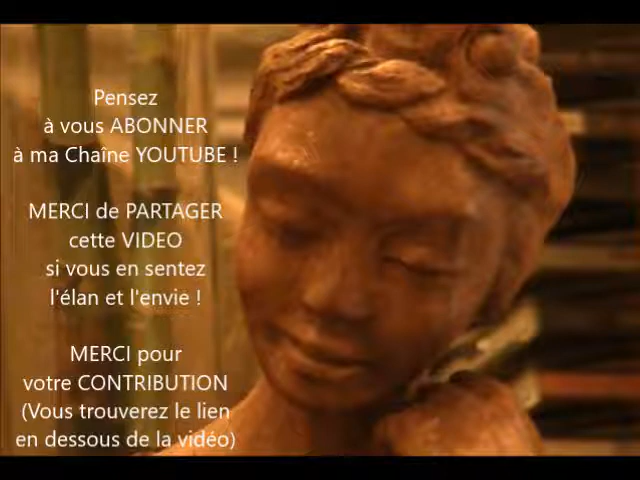 Pensez
à vous ABONNER
à ma Chaîne YOUTUBE !
MERCI de PARTAGER
cette VIDEO
si vous en sentez
l'élan et l'envie !
MERCI pour
votre CONTRIBUTION
(Vous trouverez le lien
en dessous de la vidéo)